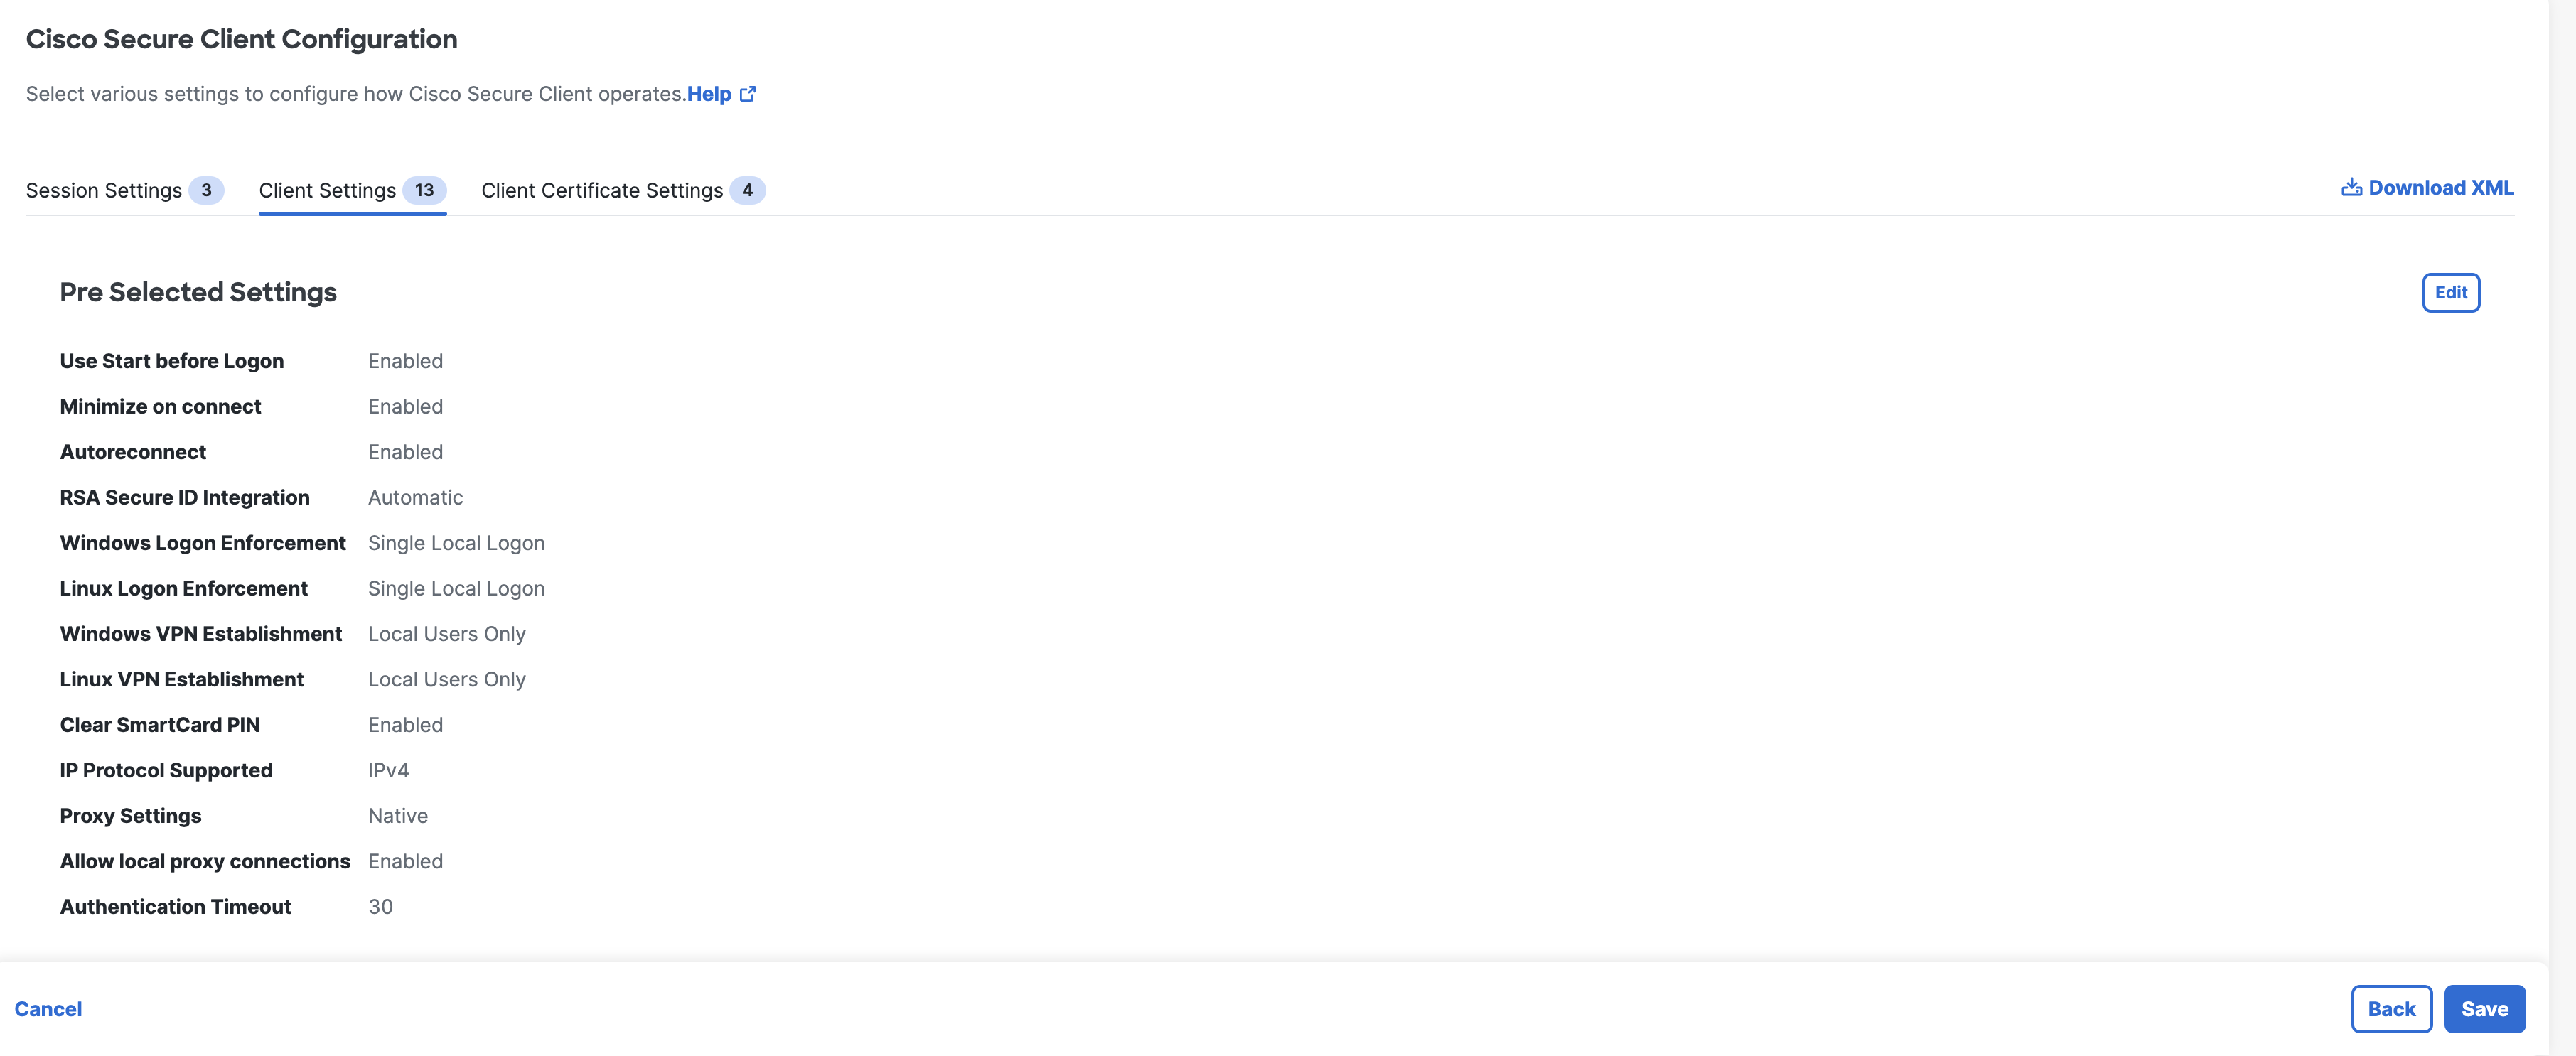 Cisco Secure Client Configuration
Select various settings to configure how Cisco Secure Client operates.Help
Session Settings 3 Client Settings 13 Client Certificate Settings 4 Download XML
Pre Selected Settings Edit
Use Start before Logon Enabled
Minimize on connect Enabled
Autoreconnect Enabled
RSA Secure ID Integration Automatic
Windows Logon Enforcement Single Local Logon
Linux Logon Enforcement Single Local Logon
Windows VPN Establishment Local Users Only
Linux VPN Establishment Local Users Only
Clear SmartCard PIN Enabled
IP Protocol Supported IPv4
Proxy Settings Native
Allow local proxy connections Enabled
Authentication Timeout 30
Cancel Back Save